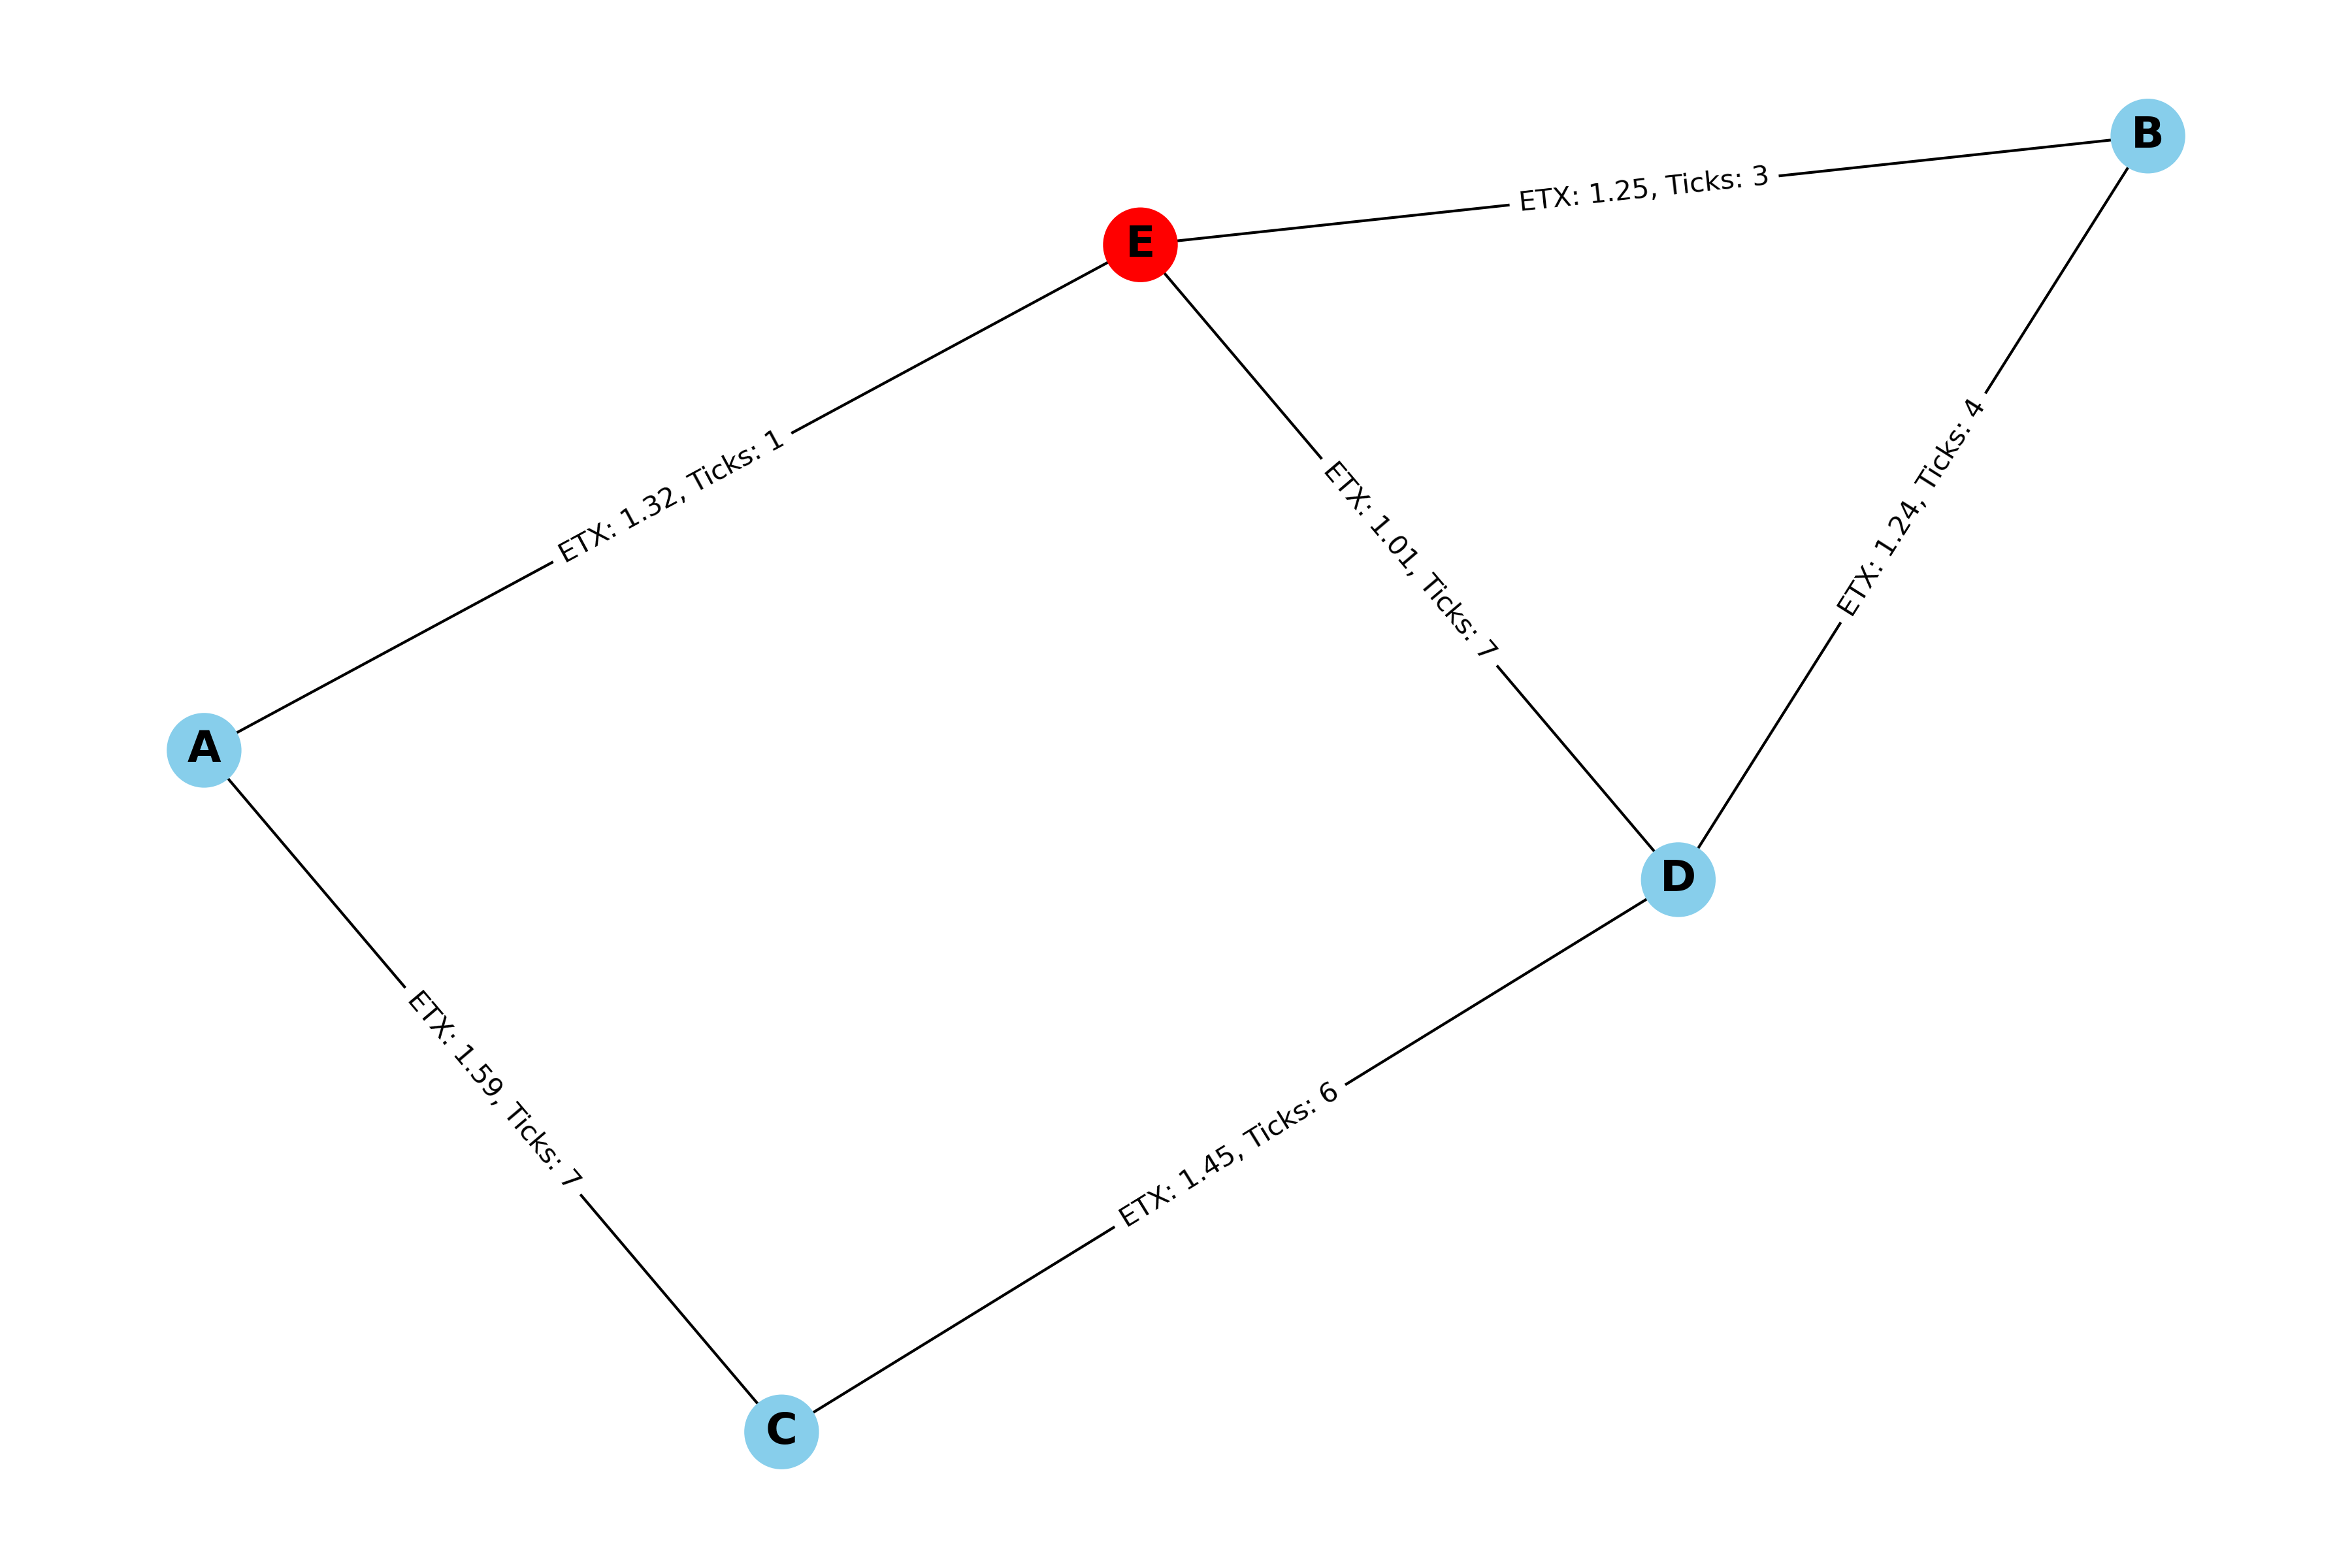 B
ETX: 1.25, Ticks: 3
E
ETX: 1.32, Ticks: 1
ETX: 1.24, Ticks: 4
ETX: 1.01, Ticks: 7
A
D
ETX: 1.59, Ticks: 7
ETX: 1.45, Ticks: 6
C